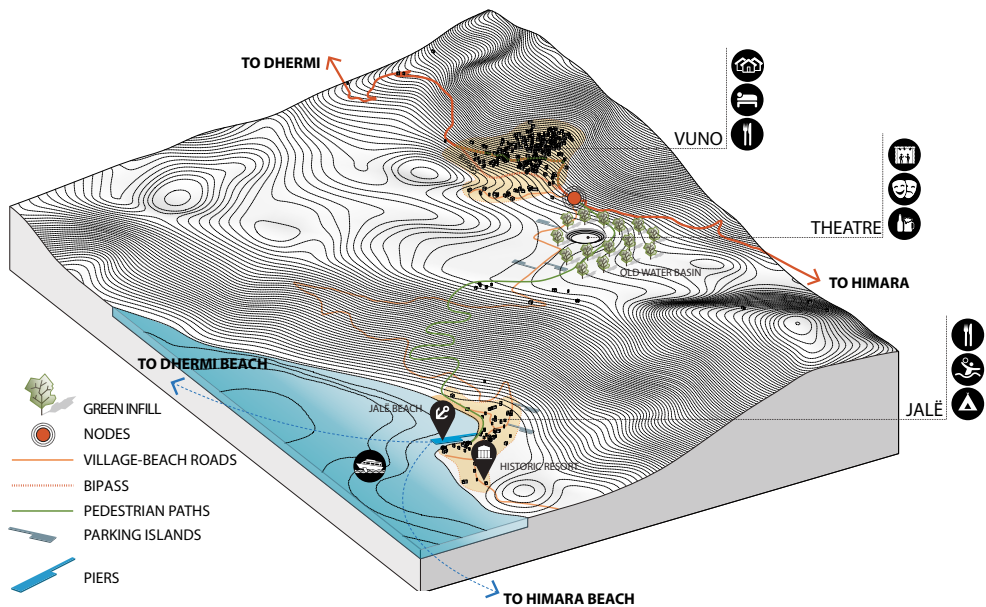 TO DHERMI
VUNO
THEATRE
OLD WATER BASIN
TO HIMARA
TO DHERMI BEACH
JALË BEACH
JALË
HISTORIC RESORT
GREEN INFILL
NODES
VILLAGE-BEACH ROADS
BIPASS
PEDESTRIAN PATHS
PARKING ISLANDS
PIERS
TO HIMARA BEACH